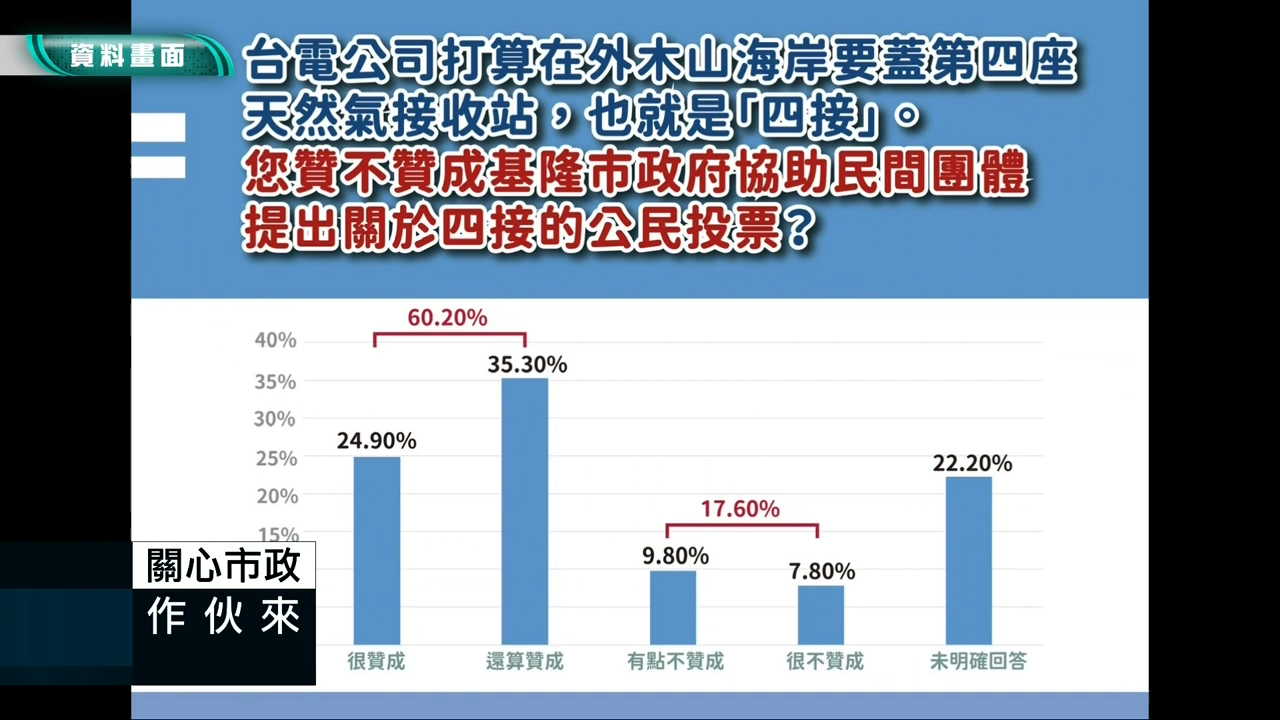 資料畫面
台電公司打算在外木山海岸要蓋第四座
天然氣接收站，也就是「四接」。
您贊不贊成基隆市政府協助民間團體
提出關於四接的公民投票？
60.20%
40%
35.30%
35%
30%
24.90%
25%
22.20%
20%
17.60%
15%
9.80%
7.80%
關心市政
作伙來
很贊成
還算贊成
有點不贊成
很不贊成
未明確回答